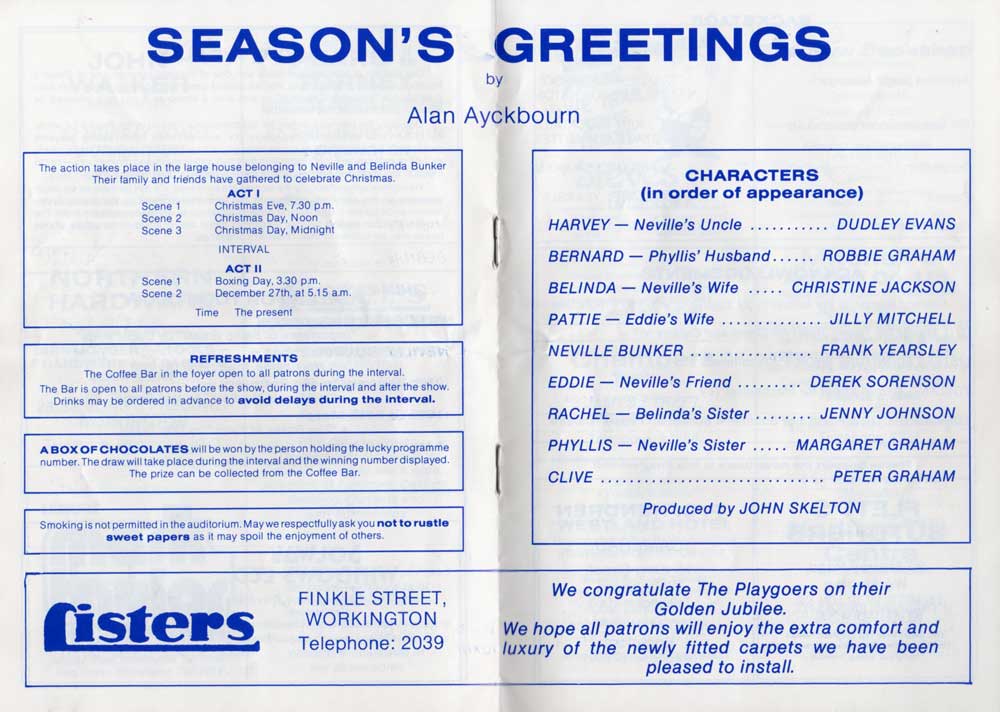 SEASON'S GREETINGS
by
Alan Ayckbourn
The action takes place in the large house belonging to Neville and Belinda Bunker
Their family and friends have gathered to celebrate Christmas.
ACT I
Scene 1 Christmas Eve, 7.30 p.m.
Scene 2 Christmas Day, Noon
Scene 3 Christmas Day, Midnight
INTERVAL
ACT II
Scene 1 Boxing Day, 3.30 p.m.
Scene 2 December 27th, at 5.15 a.m.
Time The present
REFRESHMENTS
The Coffee Bar in the foyer open to all patrons during the interval.
The Bar is open to all patrons before the show, during the interval and after the show.
Drinks may be ordered in advance to avoid delays during the interval.
A BOX OF CHOCOLATES will be won by the person holding the lucky programme
number. The draw will take place during the interval and the winning number displayed.
The prize can be collected from the Coffee Bar.
Smoking is not permitted in the auditorium. May we respectfully ask you not to rustle
sweet papers as it may spoil the enjoyment of others.
CHARACTERS
(in order of appearance)
HARVEY — Neville's Uncle ........... DUDLEY EVANS
BERNARD — Phyllis' Husband...... ROBBIE GRAHAM
BELINDA — Neville's Wife ..... CHRISTINE JACKSON
PATTIE — Eddie's Wife .............. JILLY MITCHELL
NEVILLE BUNKER ................. FRANK YEARSLEY
EDDIE — Neville's Friend ......... DEREK SORENSON
RACHEL — Belinda's Sister ........ JENNY JOHNSON
PHYLLIS — Neville's Sister ..... MARGARET GRAHAM
CLIVE ............................... PETER GRAHAM
Produced by JOHN SKELTON
Listers
FINKLE STREET,
WORKINGTON
Telephone: 2039
We congratulate The Playgoers on their
Golden Jubilee.
We hope all patrons will enjoy the extra comfort and
luxury of the newly fitted carpets we have been
pleased to install.